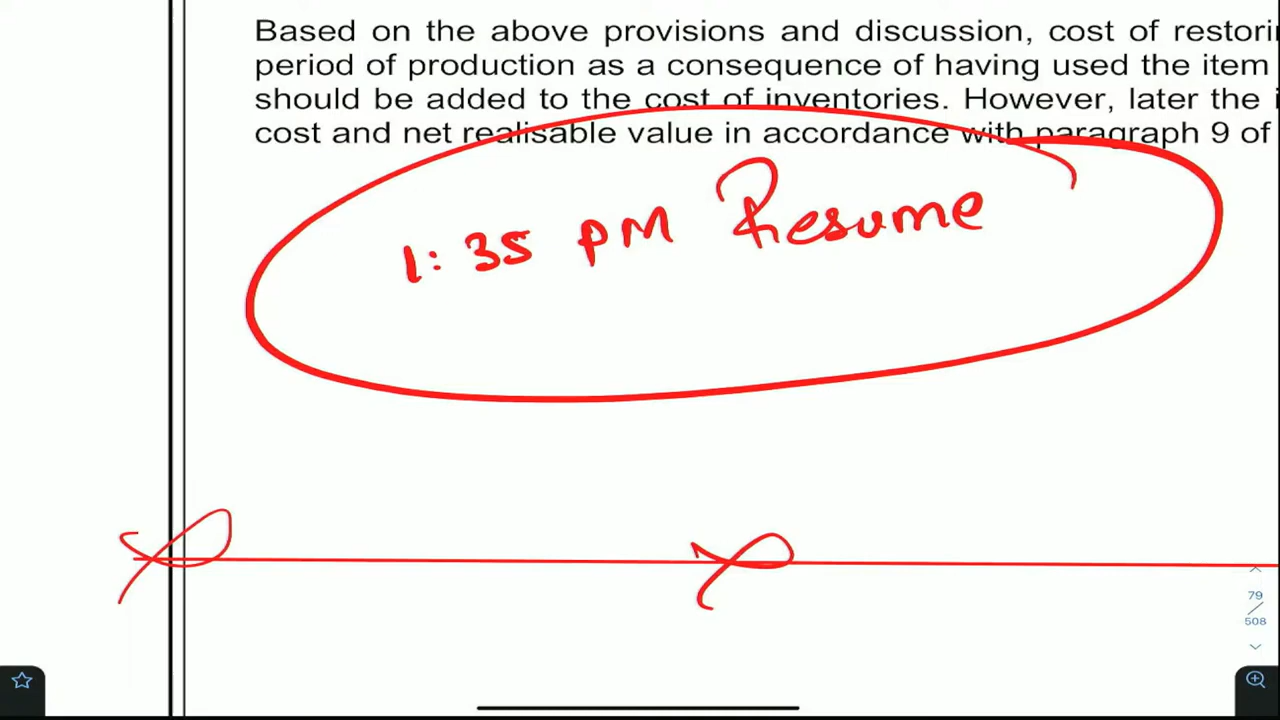 Based on the above provisions and discussion, cost of restori
period of production as a consequence of having used the item
should be added to the cost of inventories. However, later the i
cost and net realisable value in accordance with paragraph 9 of
1:35 PM Resume
79
508